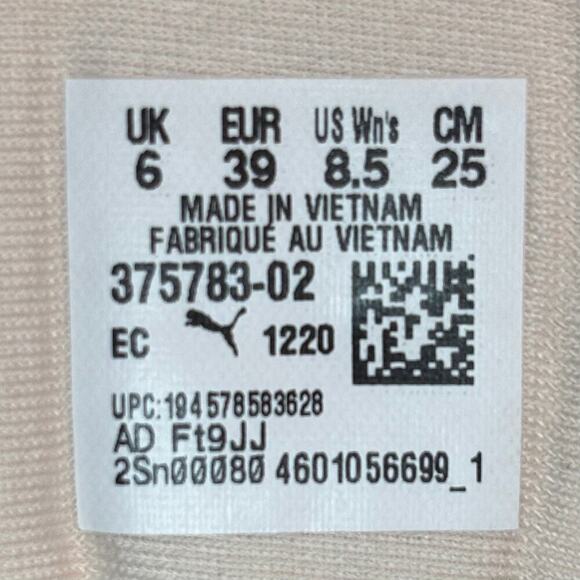 UK EUR US Wn's CM
6 39 8.5 25
MADE IN VIETNAM
FABRIQUÉ AU VIETNAM
375783-02
EC 1220
UPC:194578583628
AD Ft9JJ
2Sn00080 4601056699_1